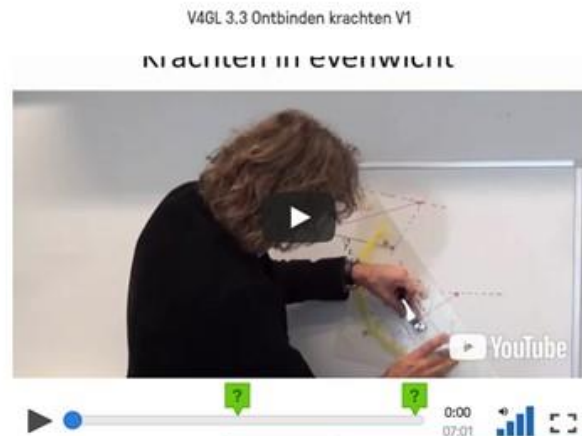 V4GL 3.3 Ontbinden krachten V1
Krachten in evenwicht
YouTube
?
?
0:00
07:01